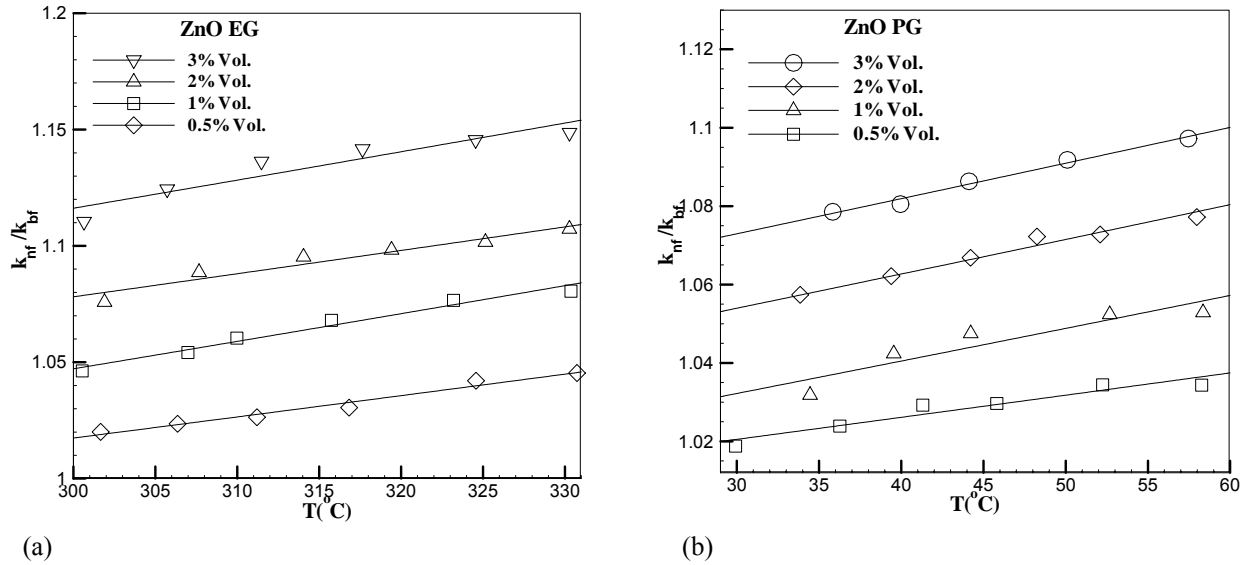 ZnO EG
3% Vol.
2% Vol.
1% Vol.
0.5% Vol.
1.2
1.15
1.1
1.05
1
k_nf/k_bf
300 305 310 315 320 325 330
T(°C)
(a)
ZnO PG
3% Vol.
2% Vol.
1% Vol.
0.5% Vol.
1.12
1.1
1.08
1.06
1.04
1.02
k_nf/k_bf.
30 35 40 45 50 55 60
T(°C)
(b)